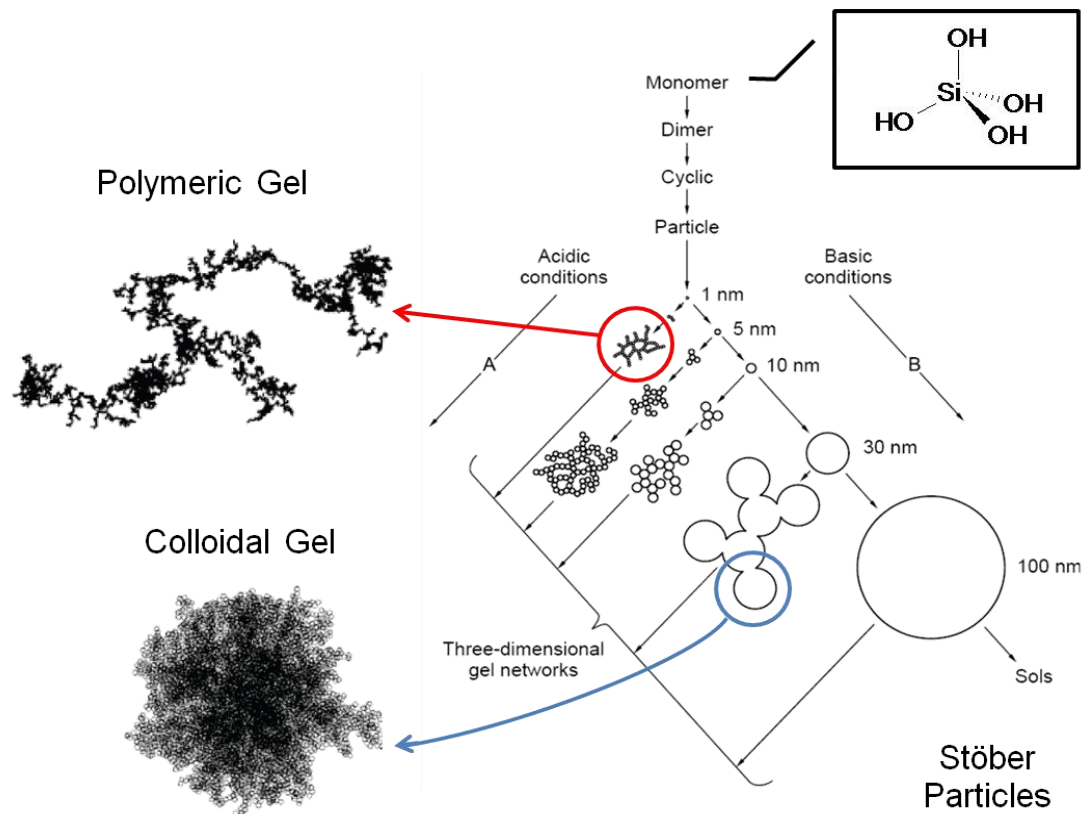 OH
Si
OH
OH
HO
Monomer
Dimer
Cyclic
Particle
Polymeric Gel
Acidic
conditions
Basic
conditions
1 nm
5 nm
10 nm
A
B
30 nm
Colloidal Gel
100 nm
Three-dimensional
gel networks
Sols
Stöber
Particles